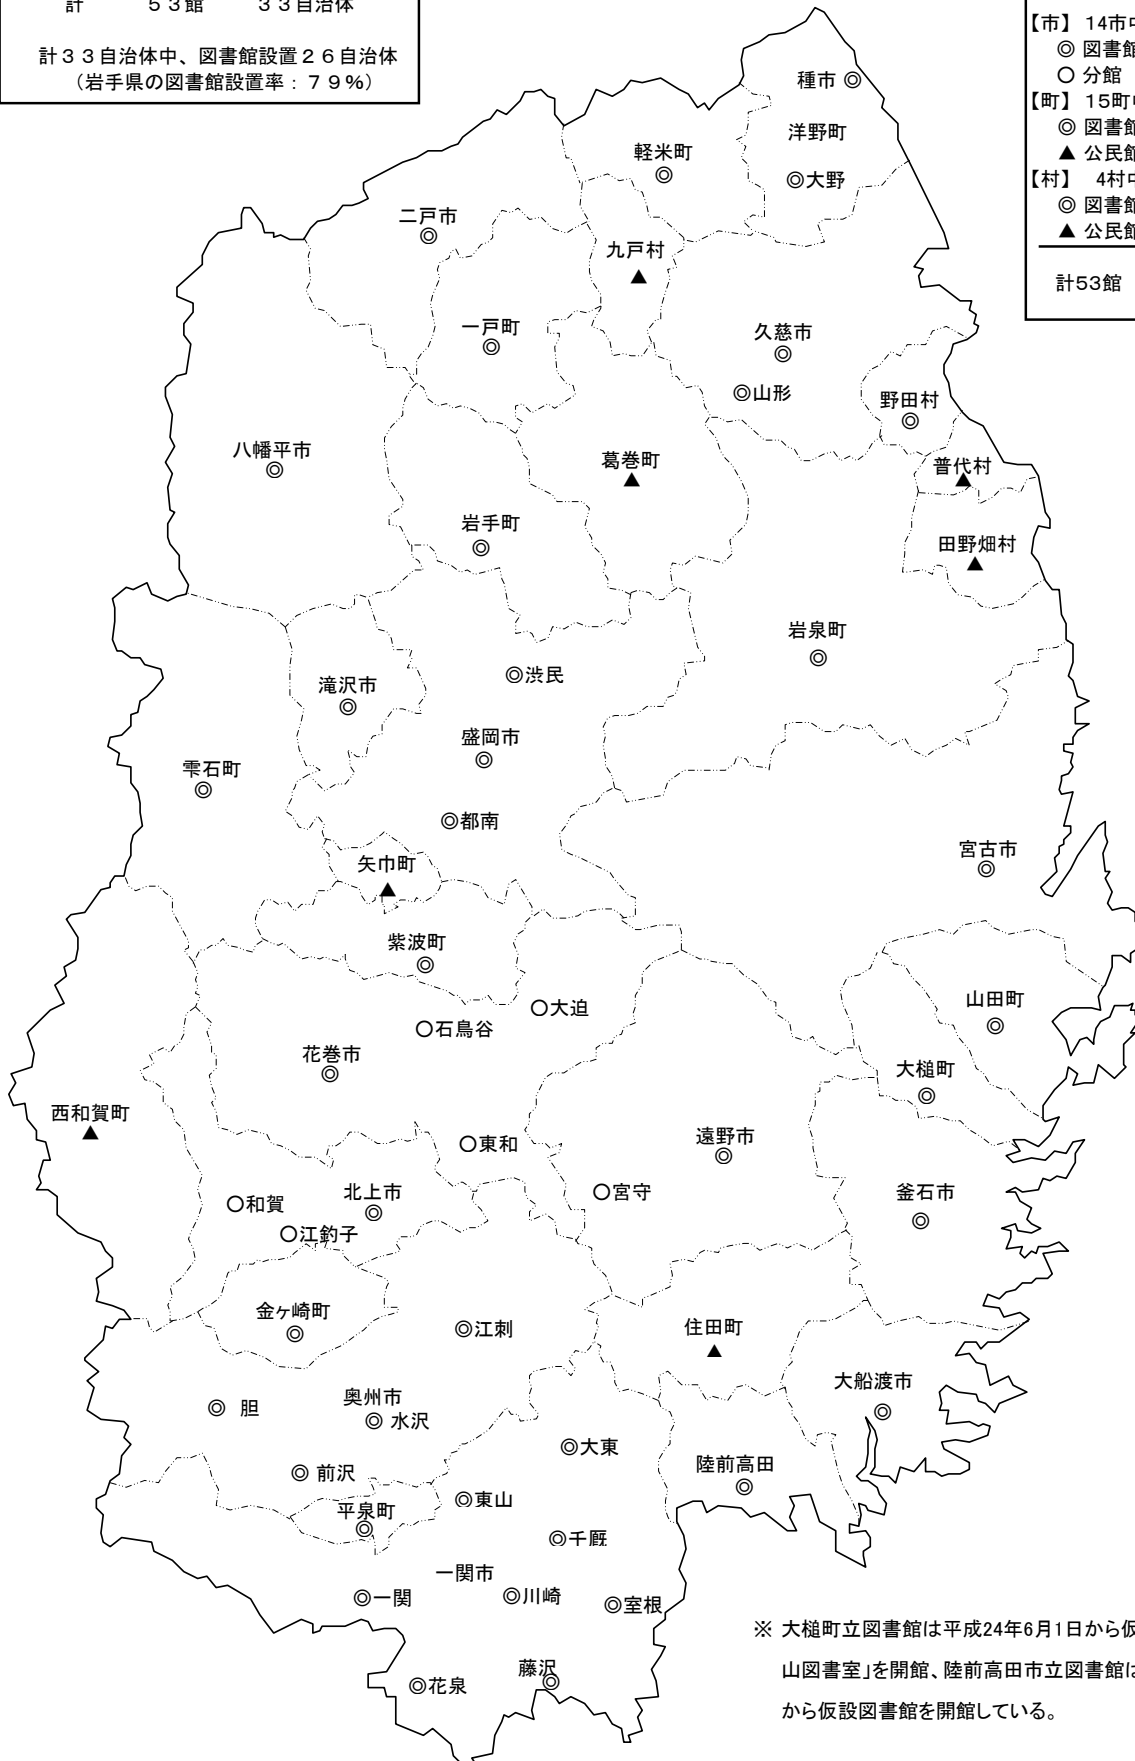 計　５３館　３３自治体
計３３自治体中、図書館設置２６自治体
（岩手県の図書館設置率：７９％）
【市】 14市
◎ 図書館
○ 分館
【町】 15町
◎ 図書館
▲ 公民館
【村】 4村中
◎ 図書館
▲ 公民館
計53館
種市 ◎
洋野町
◎大野
軽米町
◎
二戸市
◎
九戸村
▲
一戸町
◎
久慈市
◎
◎山形
野田村
◎
八幡平市
◎
葛巻町
▲
普代村
▲
岩手町
◎
田野畑村
▲
岩泉町
◎
◎渋民
滝沢市
◎
盛岡市
◎
雫石町
◎
◎都南
矢巾町
▲
宮古市
◎
紫波町
◎
○大迫
山田町
◎
○石鳥谷
花巻市
◎
大槌町
◎
西和賀町
▲
○東和
遠野市
◎
○宮守
釜石市
◎
○和賀
北上市
◎
○江釣子
金ヶ崎町
◎
◎江刺
住田町
▲
大船渡市
◎
◎ 胆
奥州市
◎ 水沢
◎大東
陸前高田
◎
◎ 前沢
◎東山
平泉町
◎
◎千厩
一関市
◎一関
◎川崎
◎室根
◎花泉
藤沢
◎
※ 大槌町立図書館は平成24年6月1日から仮
山図書室」を開館、陸前高田市立図書館は
から仮設図書館を開館している。